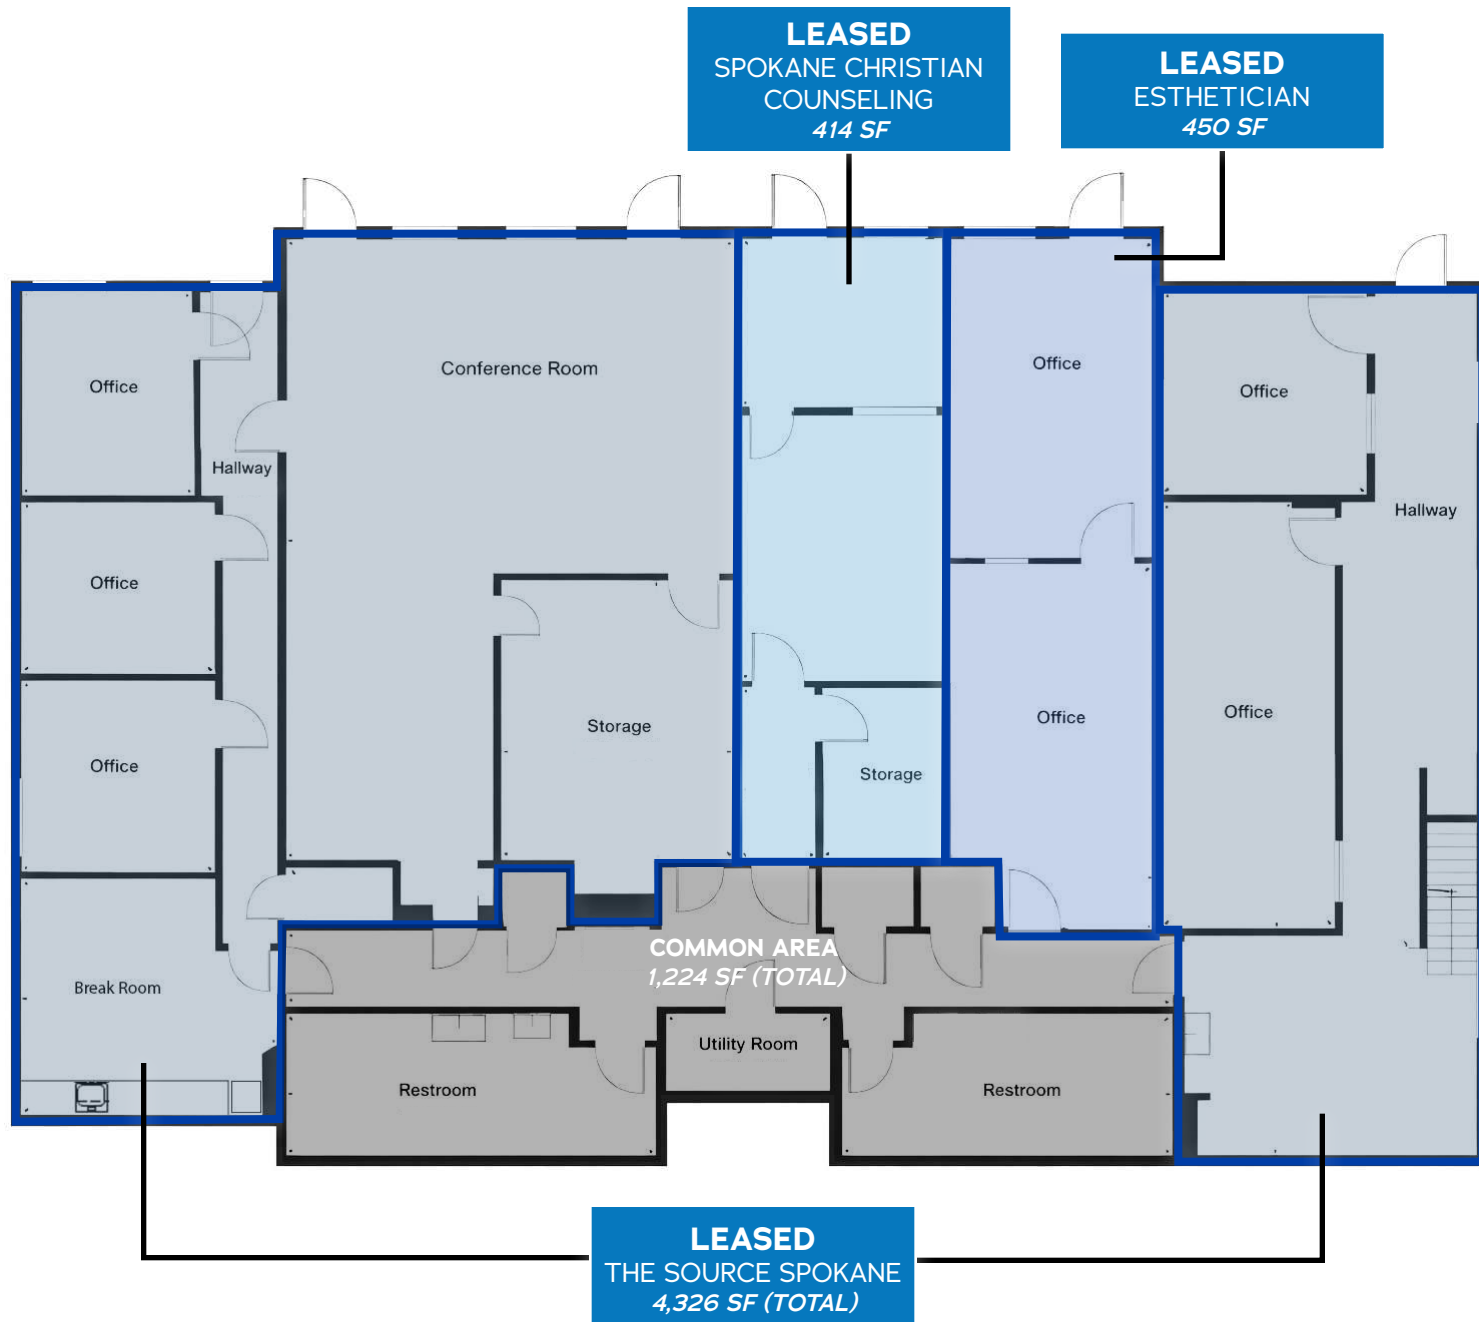 LEASED
SPOKANE CHRISTIAN
COUNSELING
414 SF
LEASED
ESTHETICIAN
450 SF
Office
Hallway
Conference Room
Office
Office
Hallway
Office
Office
Storage
Office
Office
Storage
Break Room
COMMON AREA
1,224 SF (TOTAL)
Utility Room
Restroom
Restroom
LEASED
THE SOURCE SPOKANE
4,326 SF (TOTAL)